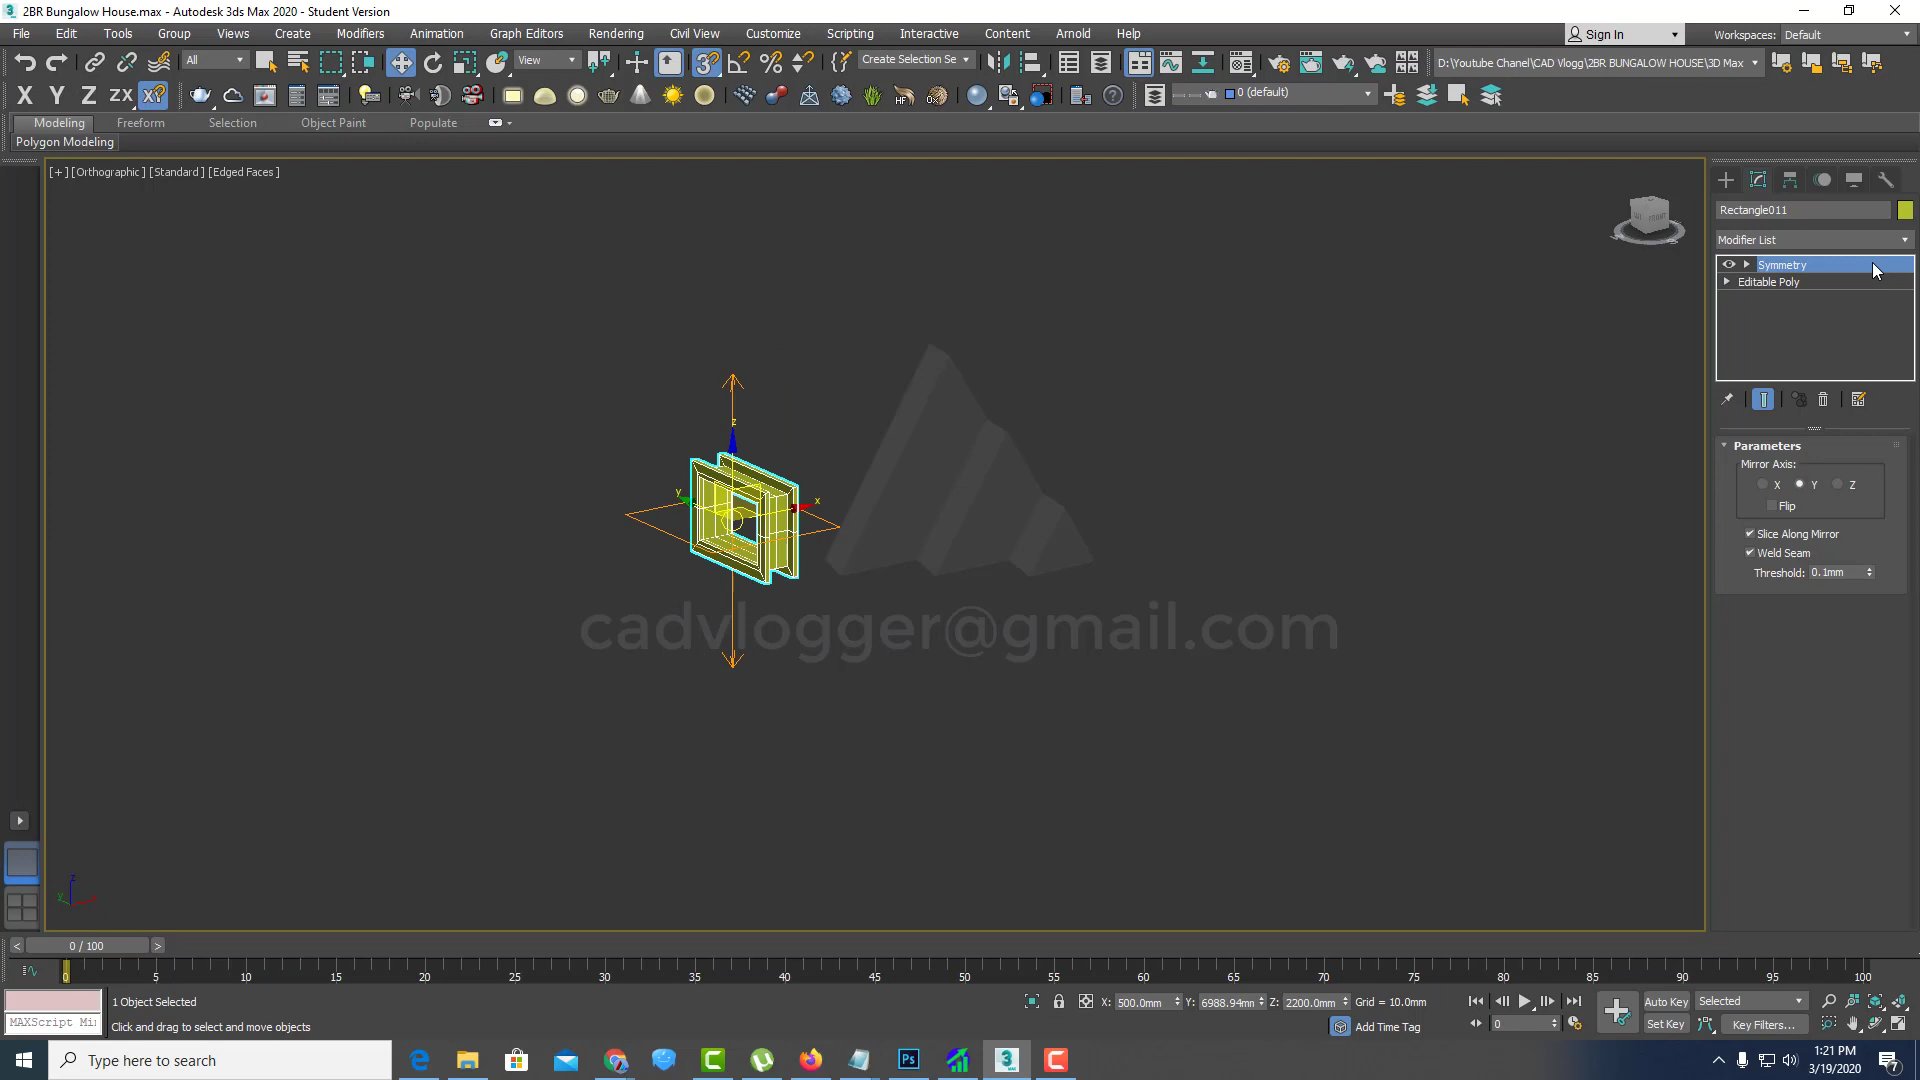 2BR Bungalow House.max - Autodesk 3ds Max 2020 - Student Version
File Edit Tools Group Views Create Modifiers Animation Graph Editors Rendering Civil View Customize Scripting Interactive Content Arnold Help
Sign In
Workspaces: Default
All
View
Create Selection Se
D:\Youtube Chanel\CAD Vlogg\2BR BUNGALOW HOUSE\3D Max
X Y Z ZX
0 (default)
Modeling Freeform Selection Object Paint Populate
Polygon Modeling
[+] [Orthographic] [Standard] [Edged Faces]
Rectangle011
Modifier List
Symmetry
Editable Poly
Parameters
Mirror Axis:
X Y Z
Flip
Slice Along Mirror
Weld Seam
Threshold: 0.1mm
z
y
x
cadvlogger@gmail.com
z
y
0 / 100
0 5 10 15 20 25 30 35 40 45 50 55 60 65 70 75 80 85 90 95 100
1 Object Selected
MAXScript Mi
Click and drag to select and move objects
X: 500.0mm Y: 6988.94mm Z: 2200.0mm Grid = 10.0mm
Add Time Tag
0
Auto Key Selected
Set Key Key Filters...
Type here to search
Ps
3
MAX
1:21 PM
3/19/2020
7